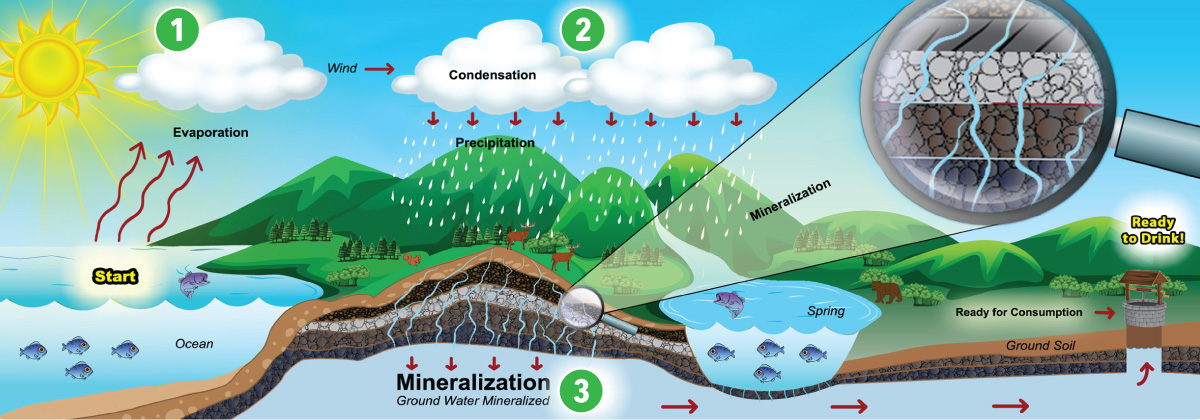 1
2
Wind
Condensation
Evaporation
Precipitation
Mineralization
Start
Ready
to Drink!
Spring
Ready for Consumption
Ocean
Ground Soil
Mineralization
Ground Water Mineralized
3